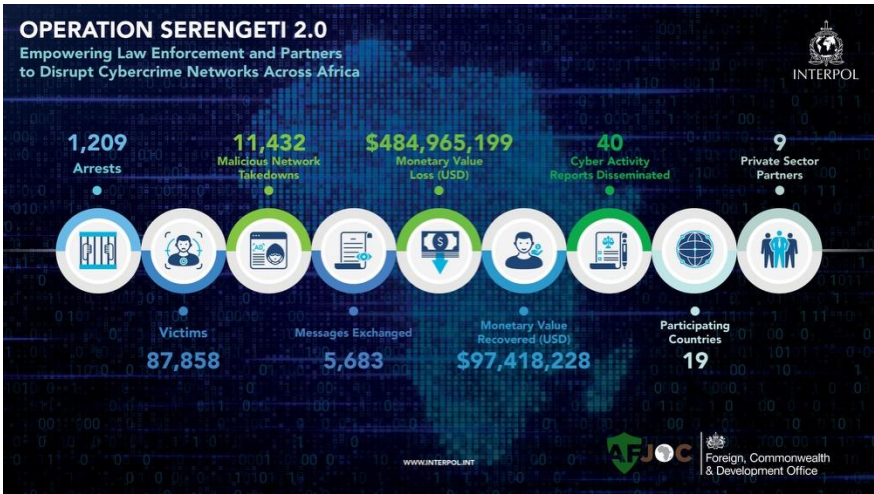 OPERATION SERENGETI 2.0
Empowering Law Enforcement and Partners
to Disrupt Cybercrime Networks Across Africa
INTERPOL
1,209
Arrests
11,432
Malicious Network
Takedowns
$484,965,199
Monetary Value
Loss (USD)
40
Cyber Activity
Reports Disseminated
9
Private Sector
Partners
"AD"
Victims
87,858
Messages Exchanged
5,683
Monetary Value
Recovered (USD)
$97,418,228
Participating
Countries
19
WWW.INTERPOL.INT
AFJOC
Foreign, Commonwealth
& Development Office